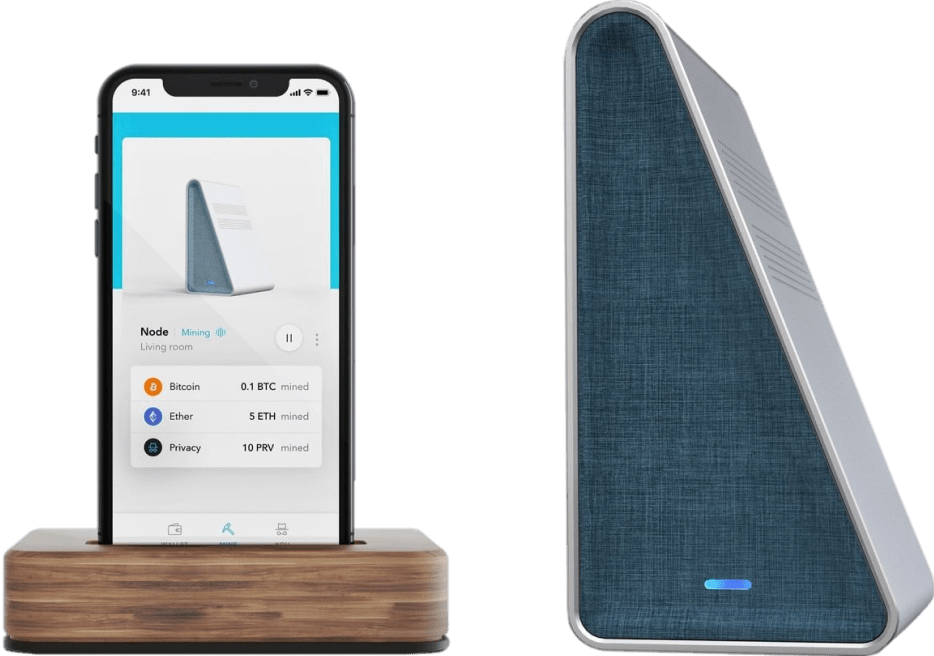 9:41
Node Mining
Living room
Bitcoin 0.1 BTC mined
Ether 5 ETH mined
Privacy 10 PRV mined